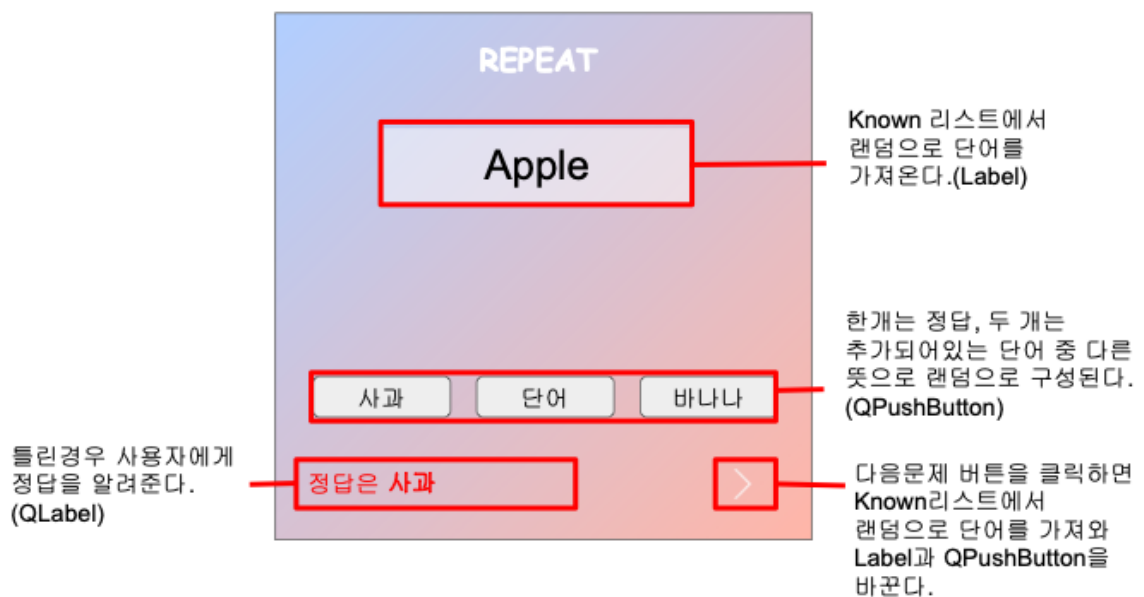 REPEAT
Apple
Known 리스트에서
랜덤으로 단어를
가져온다.(Label)
사과
단어
바나나
한개는 정답, 두 개는
추가되어있는 단어 중 다른
뜻으로 랜덤으로 구성된다.
(QPushButton)
틀린경우 사용자에게
정답을 알려준다.
(QLabel)
정답은 사과
다음문제 버튼을 클릭하면
Known리스트에서
랜덤으로 단어를 가져와
Label과 QPushButton을
바꾼다.